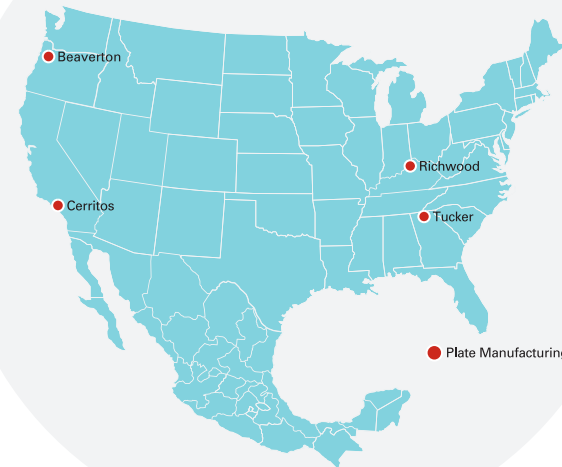 Beaverton
Richwood
Cerritos
Tucker
Plate Manufacturing